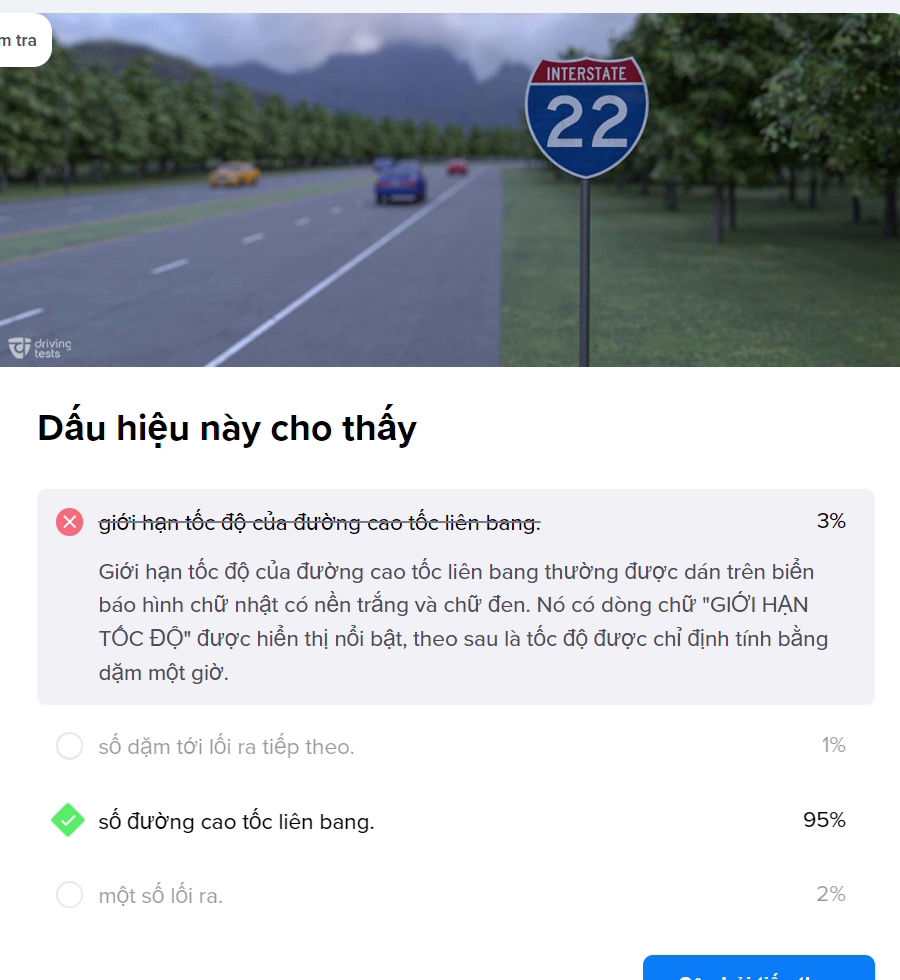 m tra
INTERSTATE
22
driving
tests
Dấu hiệu này cho thấy
giới hạn tốc độ của đường cao tốc liên bang.
3%
Giới hạn tốc độ của đường cao tốc liên bang thường được dán trên biển
báo hình chữ nhật có nền trắng và chữ đen. Nó có dòng chữ "GIỚI HẠN
TỐC ĐỘ" được hiển thị nổi bật, theo sau là tốc độ được chỉ định tính bằng
dặm một giờ.
số dặm tới lối ra tiếp theo.
1%
số đường cao tốc liên bang.
95%
một số lối ra.
2%